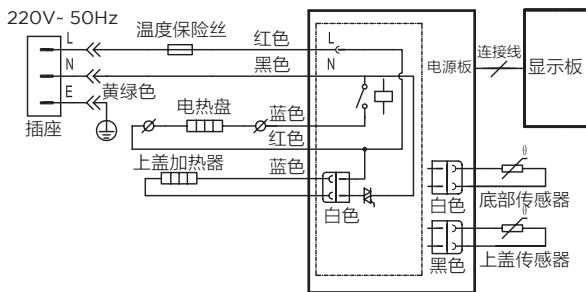 220V~ 50Hz
L 温度保险丝 红色 L
N 黑色 N
电源板 连接线 显示板
E 黄绿色
插座
电热盘 蓝色
红色
上盖加热器 蓝色
白色
θ
白色 底部传感器
θ
黑色 上盖传感器